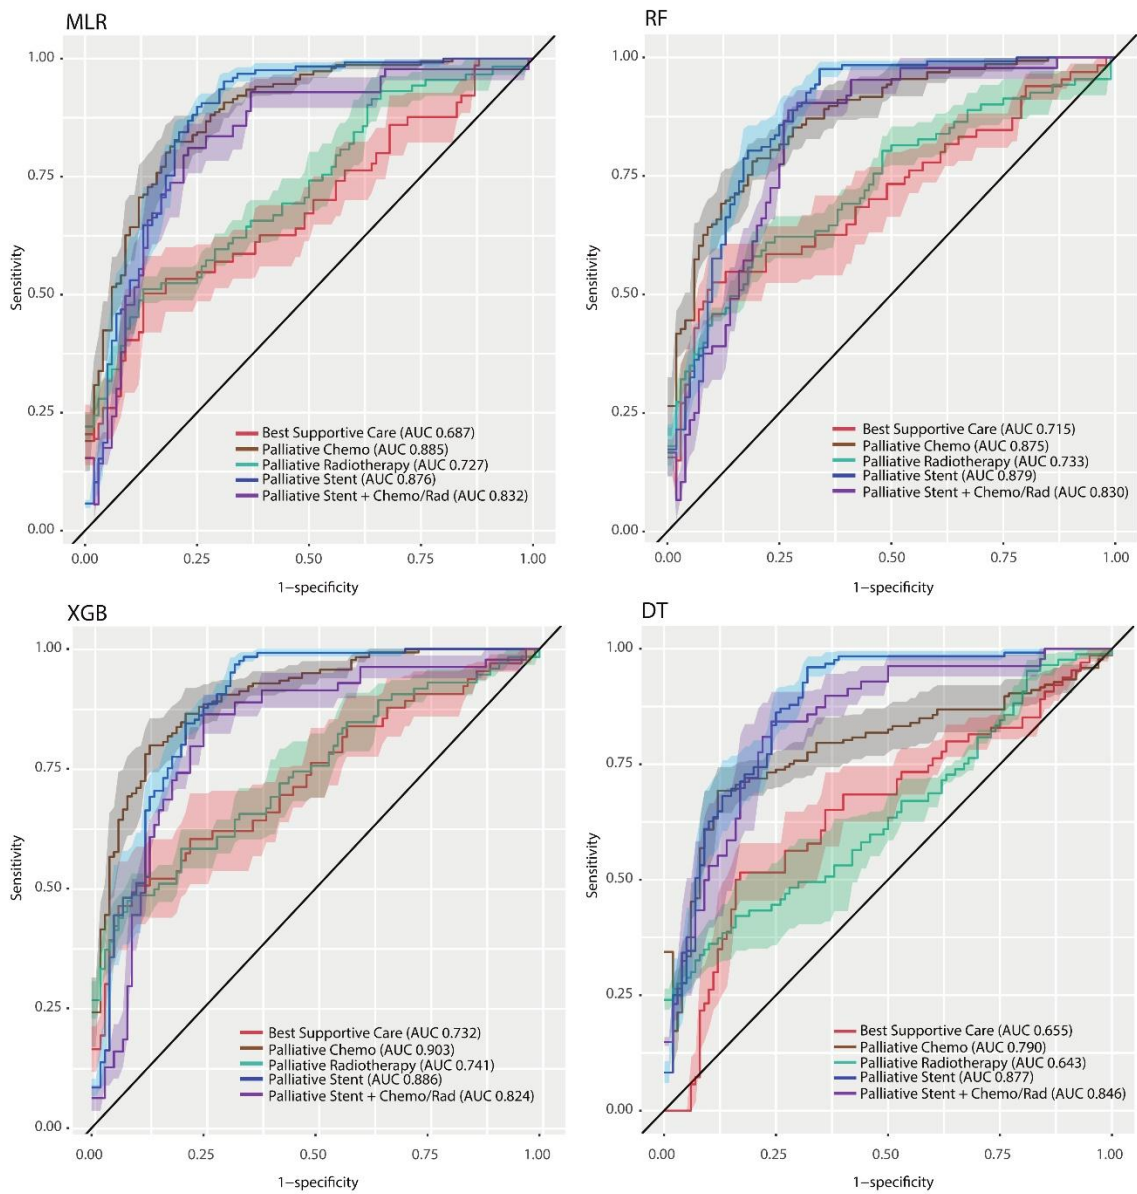 MLR
1.00
0.75
0.50
0.25
0.00
Sensitivity
Best Supportive Care (AUC 0.687)
Palliative Chemo (AUC 0.885)
Palliative Radiotherapy (AUC 0.727)
Palliative Stent (AUC 0.876)
Palliative Stent + Chemo/Rad (AUC 0.832)
0.00 0.25 0.50 0.75 1.00
1−specificity
RF
1.00
0.75
0.50
0.25
0.00
Sensitivity
Best Supportive Care (AUC 0.715)
Palliative Chemo (AUC 0.875)
Palliative Radiotherapy (AUC 0.733)
Palliative Stent (AUC 0.879)
Palliative Stent + Chemo/Rad (AUC 0.830)
0.00 0.25 0.50 0.75 1.00
1−specificity
XGB
1.00
0.75
0.50
0.25
0.00
Sensitivity
Best Supportive Care (AUC 0.732)
Palliative Chemo (AUC 0.903)
Palliative Radiotherapy (AUC 0.741)
Palliative Stent (AUC 0.886)
Palliative Stent + Chemo/Rad (AUC 0.824)
0.00 0.25 0.50 0.75 1.00
1−specificity
DT
1.00
0.75
0.50
0.25
0.00
Sensitivity
Best Supportive Care (AUC 0.655)
Palliative Chemo (AUC 0.790)
Palliative Radiotherapy (AUC 0.643)
Palliative Stent (AUC 0.877)
Palliative Stent + Chemo/Rad (AUC 0.846)
0.00 0.25 0.50 0.75 1.00
1−specificity